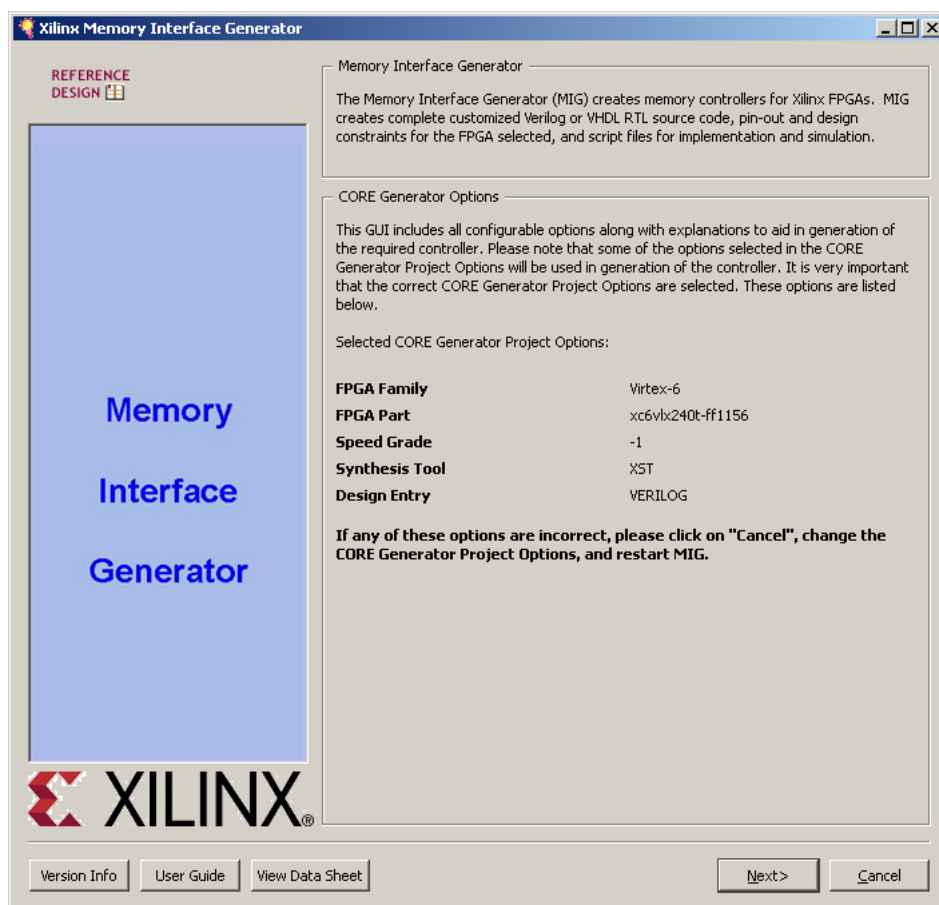 Xilinx Memory Interface Generator
REFERENCE
DESIGN
Memory
Interface
Generator
XILINX®
Memory Interface Generator
The Memory Interface Generator (MIG) creates memory controllers for Xilinx FPGAs. MIG
creates complete customized Verilog or VHDL RTL source code, pin-out and design
constraints for the FPGA selected, and script files for implementation and simulation.
CORE Generator Options
This GUI includes all configurable options along with explanations to aid in generation of
the required controller. Please note that some of the options selected in the CORE
Generator Project Options will be used in generation of the controller. It is very important
that the correct CORE Generator Project Options are selected. These options are listed
below.
Selected CORE Generator Project Options:
FPGA Family Virtex-6
FPGA Part xc6vlx240t-ff1156
Speed Grade -1
Synthesis Tool XST
Design Entry VERILOG
If any of these options are incorrect, please click on "Cancel", change the
CORE Generator Project Options, and restart MIG.
Version Info User Guide View Data Sheet Next> Cancel